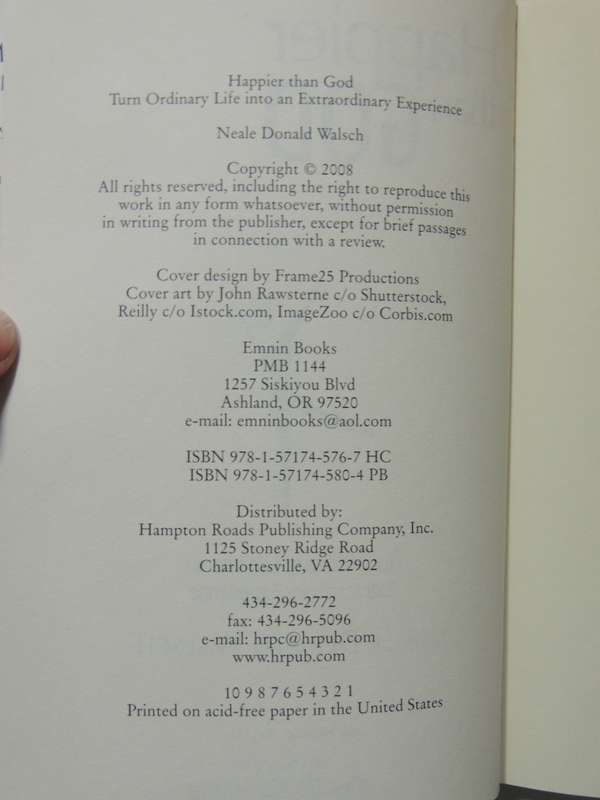 Happier than God
Turn Ordinary Life into an Extraordinary Experience
Neale Donald Walsch
Copyright © 2008
All rights reserved, including the right to reproduce this
work in any form whatsoever, without permission
in writing from the publisher, except for brief passages
in connection with a review.
Cover design by Frame25 Productions
Cover art by John Rawsterne c/o Shutterstock,
Reilly c/o Istock.com, ImageZoo c/o Corbis.com
Emnin Books
PMB 1144
1257 Siskiyou Blvd
Ashland, OR 97520
e-mail: emninbooks@aol.com
ISBN 978-1-57174-576-7 HC
ISBN 978-1-57174-580-4 PB
Distributed by:
Hampton Roads Publishing Company, Inc.
1125 Stoney Ridge Road
Charlottesville, VA 22902
434-296-2772
fax: 434-296-5096
e-mail: hrpc@hrpub.com
www.hrpub.com
10 9 8 7 6 5 4 3 2 1
Printed on acid-free paper in the United States